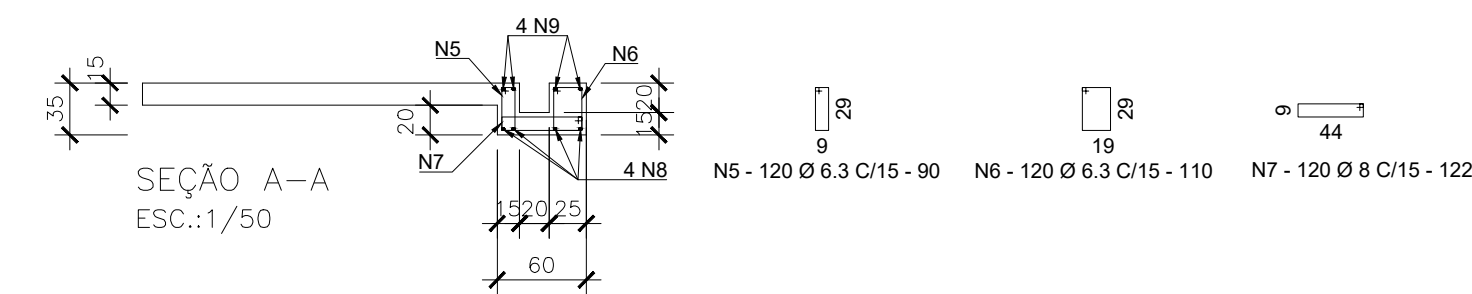 4 N9
N5
N6
15
35
20
20
15
N7
4 N8
SEÇÃO A-A
ESC.:1/50
15
20
25
60
29
9
N5 - 120 Ø 6.3 C/15 - 90
29
19
N6 - 120 Ø 6.3 C/15 - 110
9
44
N7 - 120 Ø 8 C/15 - 122